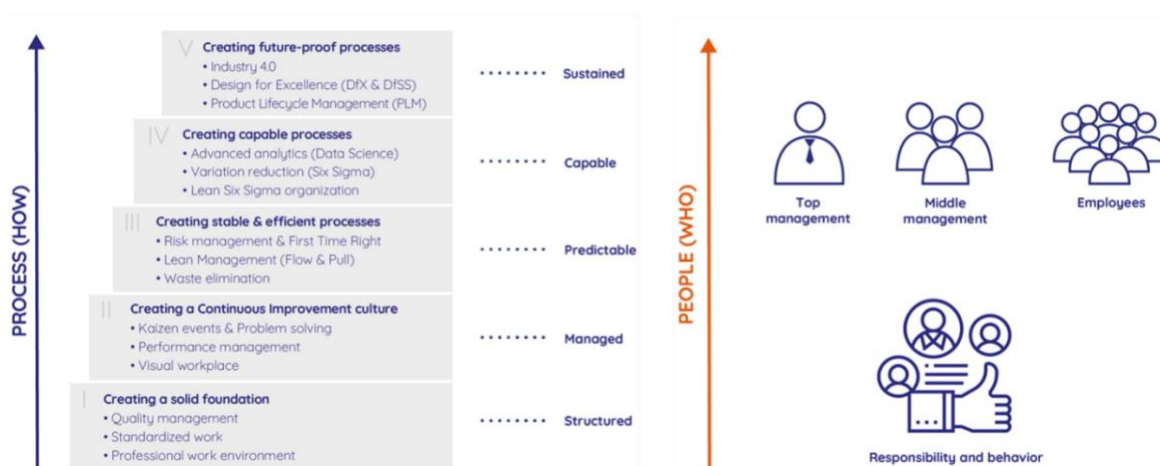 PROCESS (HOW)
V
Creating future-proof processes
• Industry 4.0
• Design for Excellence (DfX & DfSS)
• Product Lifecycle Management (PLM)
Sustained
IV
Creating capable processes
• Advanced analytics (Data Science)
• Variation reduction (Six Sigma)
• Lean Six Sigma organization
Capable
III
Creating stable & efficient processes
• Risk management & First Time Right
• Lean Management (Flow & Pull)
• Waste elimination
Predictable
II
Creating a Continuous Improvement culture
• Kaizen events & Problem solving
• Performance management
• Visual workplace
Managed
I
Creating a solid foundation
• Quality management
• Standardized work
• Professional work environment
Structured
PEOPLE (WHO)
Top
management
Middle
management
Employees
Responsibility and behavior